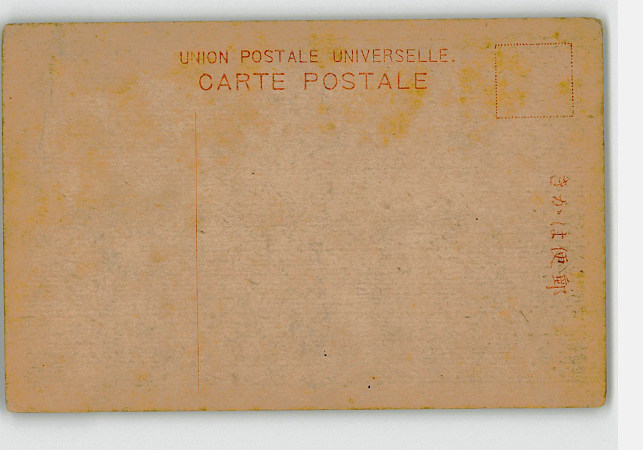 UNION POSTALE UNIVERSELLE.
CARTE POSTALE
きかは便郵